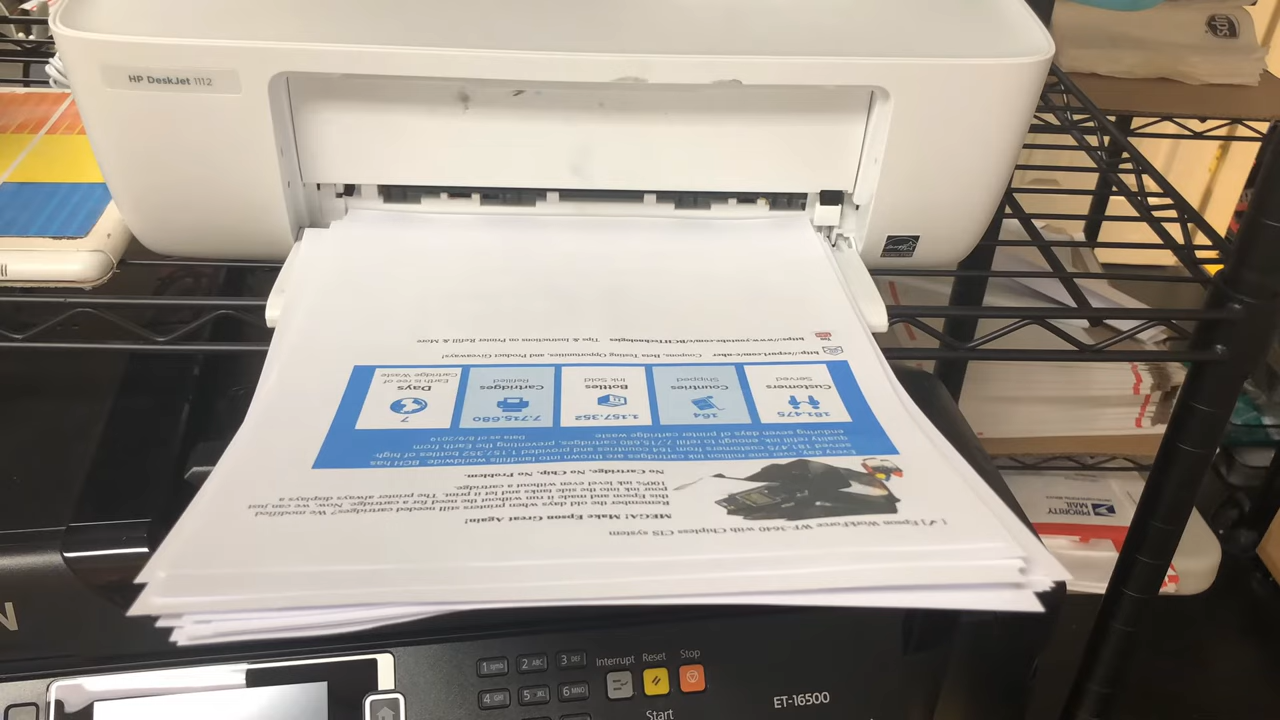 HP DeskJet 1112
ups
[✓] Epson WorkForce WF-3640 with Chipless CIS system
MEGA! Make Epson Great Again!
Remember the old days when printers still needed cartridges? We modified
this Epson and made it run without the need for a cartridge. Now, we can just
pour ink into the side tanks and let it print. The printer always displays a
100% ink level even without a cartridge.
No Cartridge, No Chip, No Problem.
Every day, over one million ink cartridges are thrown into landfills worldwide. BCH has
served 181,475 customers from 164 countries and provided 1,157,352 bottles of high-
quality refill ink, enough to refill 7,715,680 cartridges, preventing the Earth from
enduring seven days of printer cartridge waste
Data as of 8/9/2019
181,475
Customers
Served
164
Countries
Shipped
1,157,352
Bottles
Ink Sold
7,715,680
Cartridges
Refilled
7
Days
Earth is free of
Cartridge Waste
Coupons, Beta Testing Opportunities, and Product Giveaways!
https://www.youtube.com/c/BCHTechnologies Tips & Instructions on Printer Refill & More
PRIORITY
MAIL
N
1
2 ABC
3 DEF
4 GHI
5 JKL
6 MNO
Interrupt
Reset
Stop
Start
ET-16500